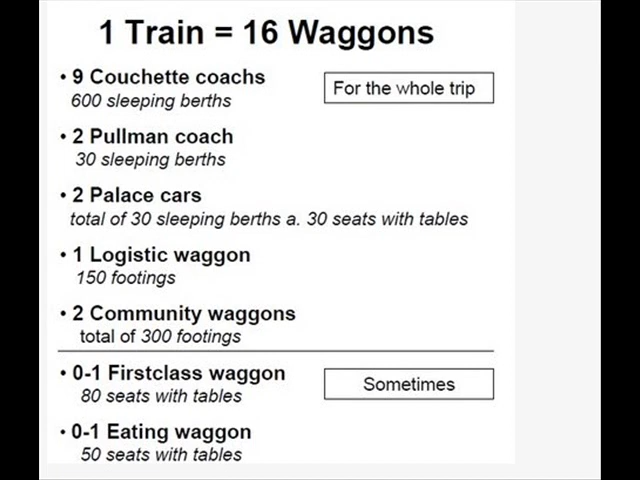 1 Train = 16 Waggons
• 9 Couchette coachs
600 sleeping berths
For the whole trip
• 2 Pullman coach
30 sleeping berths
• 2 Palace cars
total of 30 sleeping berths a. 30 seats with tables
• 1 Logistic waggon
150 footings
• 2 Community waggons
total of 300 footings
• 0-1 Firstclass waggon
80 seats with tables
Sometimes
• 0-1 Eating waggon
50 seats with tables